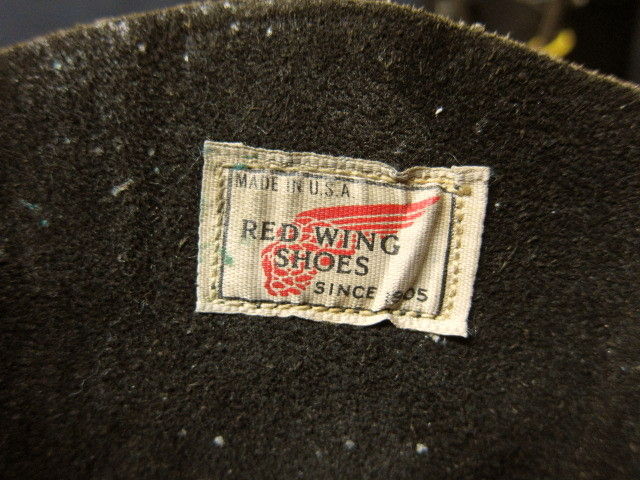 MADE IN U.S.A
RED WING
SHOES
SINCE 1905